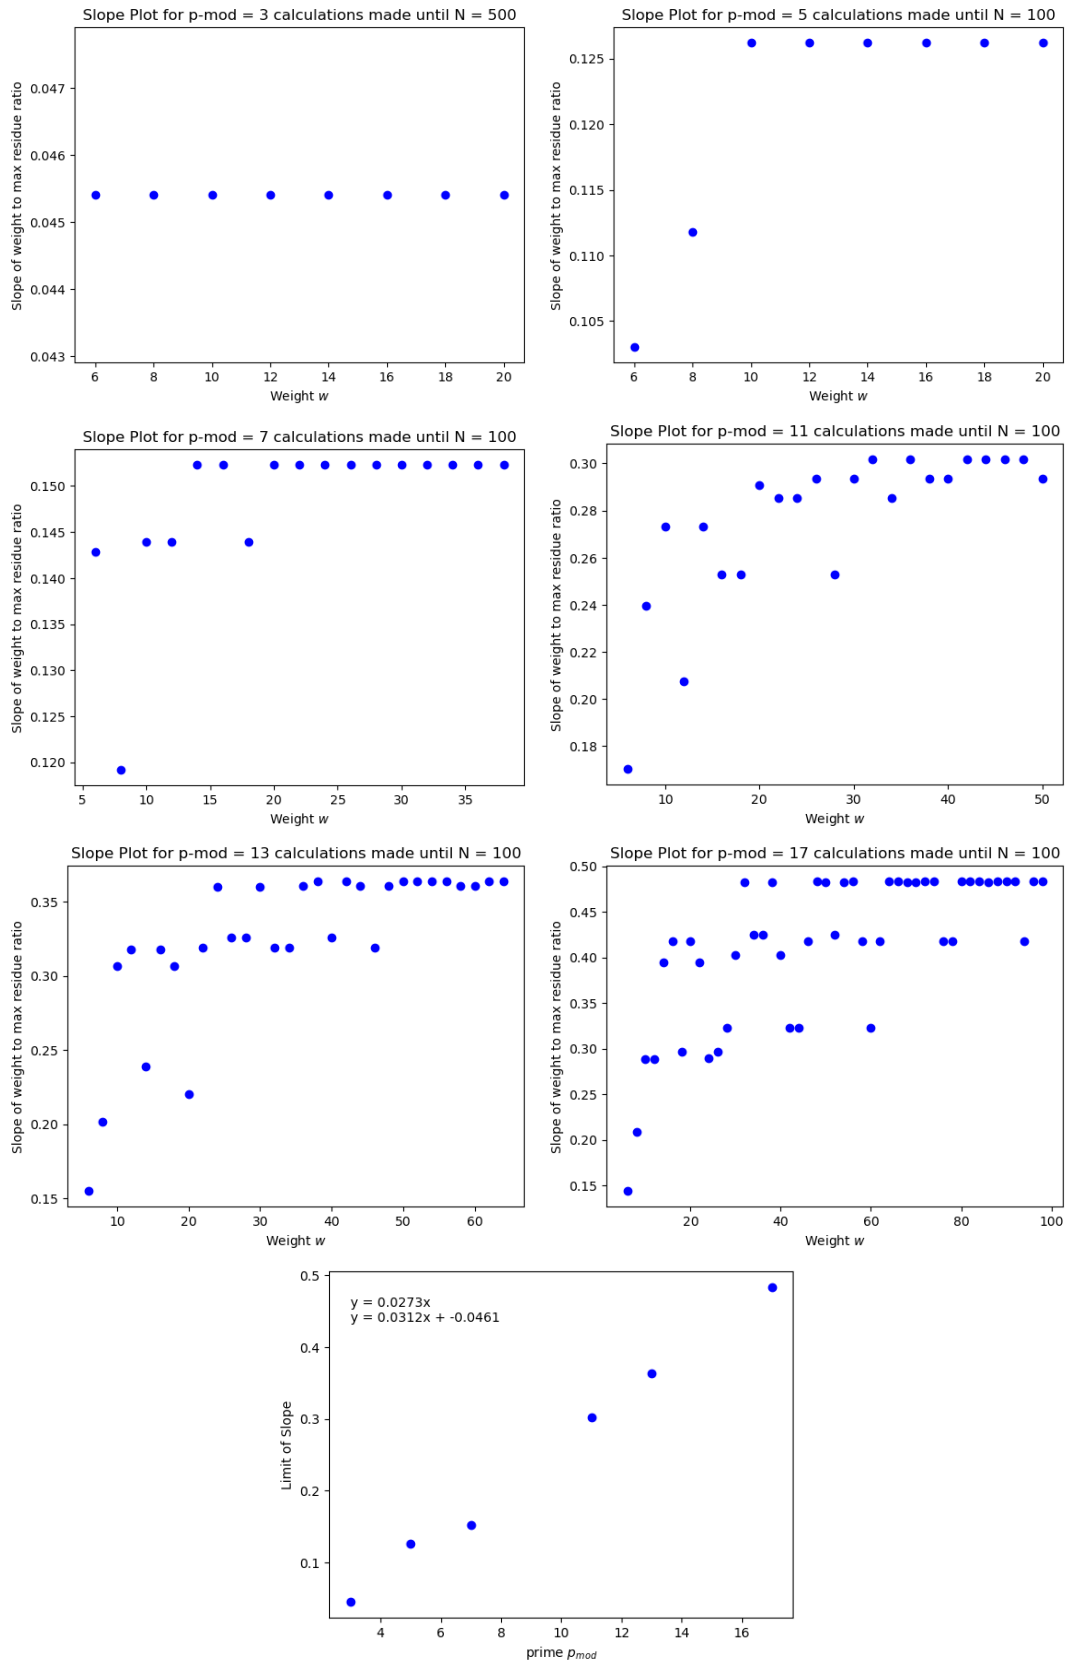 Slope Plot for p-mod = 3 calculations made until N = 500
Slope of weight to max residue ratio
0.047
0.046
0.045
0.044
0.043
6 8 10 12 14 16 18 20
Weight w
Slope Plot for p-mod = 5 calculations made until N = 100
Slope of weight to max residue ratio
0.125
0.120
0.115
0.110
0.105
6 8 10 12 14 16 18 20
Weight w
Slope Plot for p-mod = 7 calculations made until N = 100
Slope of weight to max residue ratio
0.150
0.145
0.140
0.135
0.130
0.125
0.120
5 10 15 20 25 30 35
Weight w
Slope Plot for p-mod = 11 calculations made until N = 100
Slope of weight to max residue ratio
0.30
0.28
0.26
0.24
0.22
0.20
0.18
10 20 30 40 50
Weight w
Slope Plot for p-mod = 13 calculations made until N = 100
Slope of weight to max residue ratio
0.35
0.30
0.25
0.20
0.15
10 20 30 40 50 60
Weight w
Slope Plot for p-mod = 17 calculations made until N = 100
Slope of weight to max residue ratio
0.50
0.45
0.40
0.35
0.30
0.25
0.20
0.15
20 40 60 80 100
Weight w
y = 0.0273x
y = 0.0312x + -0.0461
Limit of Slope
0.5
0.4
0.3
0.2
0.1
4 6 8 10 12 14 16
prime p_mod